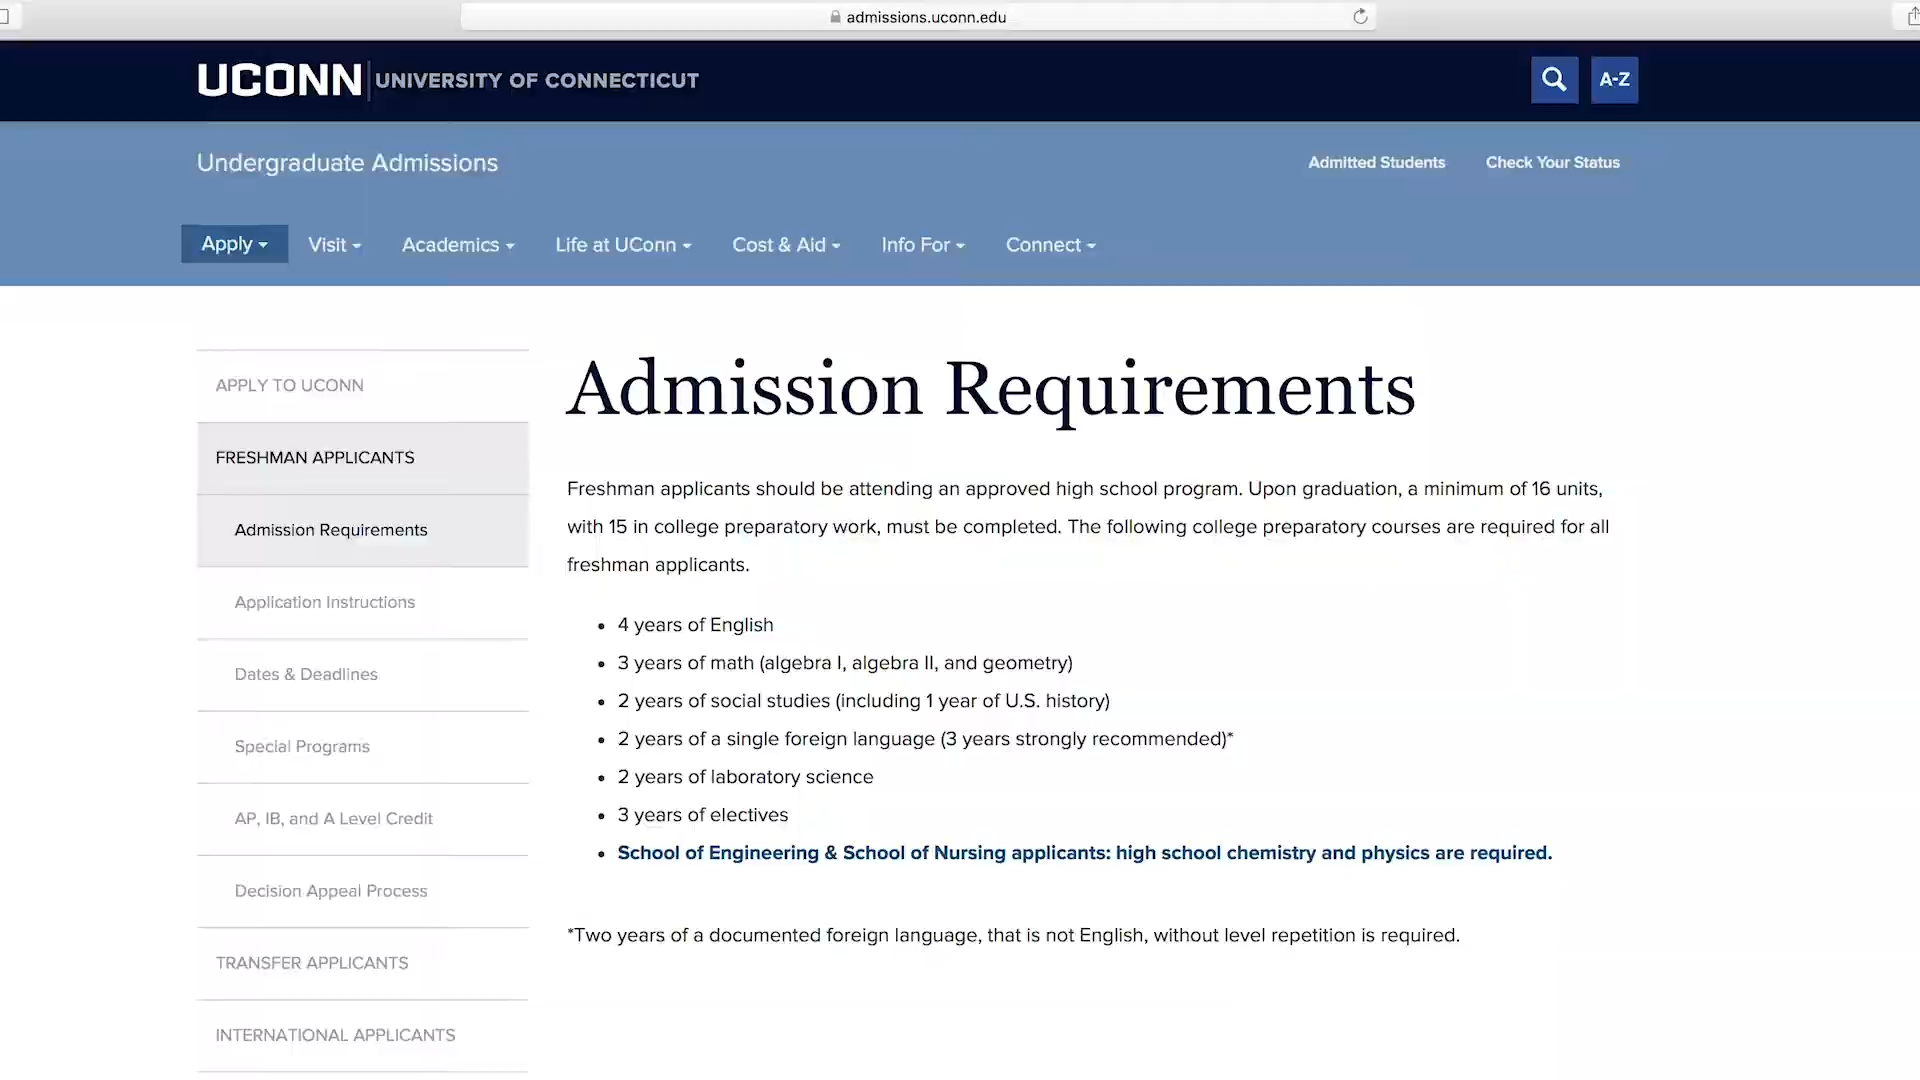 admissions.uconn.edu
UCONN UNIVERSITY OF CONNECTICUT
A-Z
Undergraduate Admissions
Admitted Students
Check Your Status
Apply
Visit
Academics
Life at UConn
Cost & Aid
Info For
Connect
APPLY TO UCONN
FRESHMAN APPLICANTS
Admission Requirements
Application Instructions
Dates & Deadlines
Special Programs
AP, IB, and A Level Credit
Decision Appeal Process
TRANSFER APPLICANTS
INTERNATIONAL APPLICANTS
Admission Requirements
Freshman applicants should be attending an approved high school program. Upon graduation, a minimum of 16 units,
with 15 in college preparatory work, must be completed. The following college preparatory courses are required for all
freshman applicants.
• 4 years of English
• 3 years of math (algebra I, algebra II, and geometry)
• 2 years of social studies (including 1 year of U.S. history)
• 2 years of a single foreign language (3 years strongly recommended)*
• 2 years of laboratory science
• 3 years of electives
• School of Engineering & School of Nursing applicants: high school chemistry and physics are required.
*Two years of a documented foreign language, that is not English, without level repetition is required.